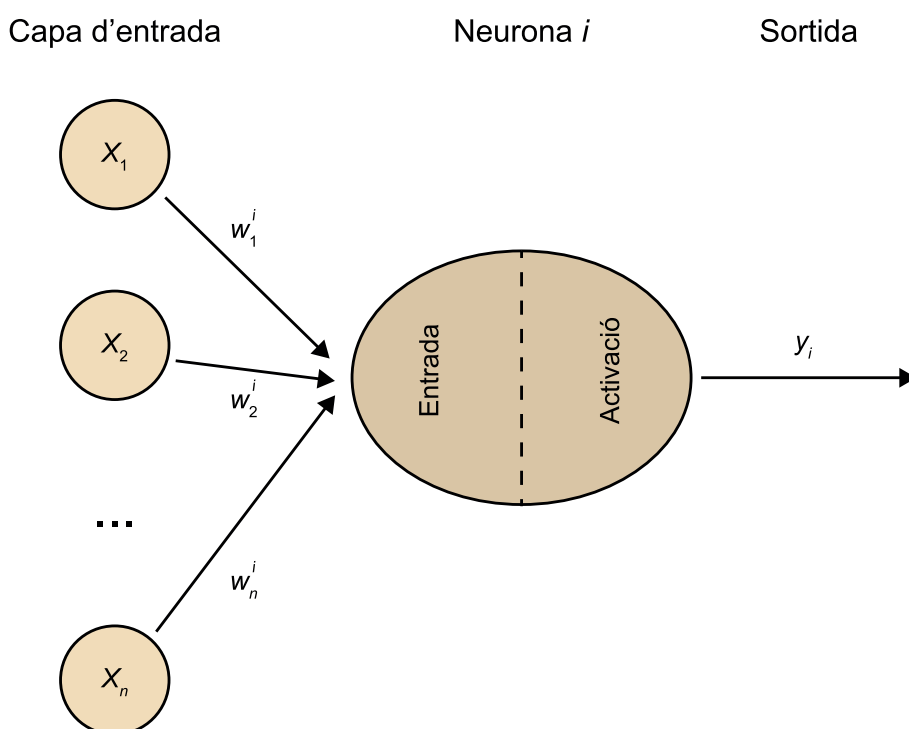 Capa d’entrada Neurona i Sortida
X1
w1i
X2
w2i
Entrada
Activació
yi
...
wni
Xn